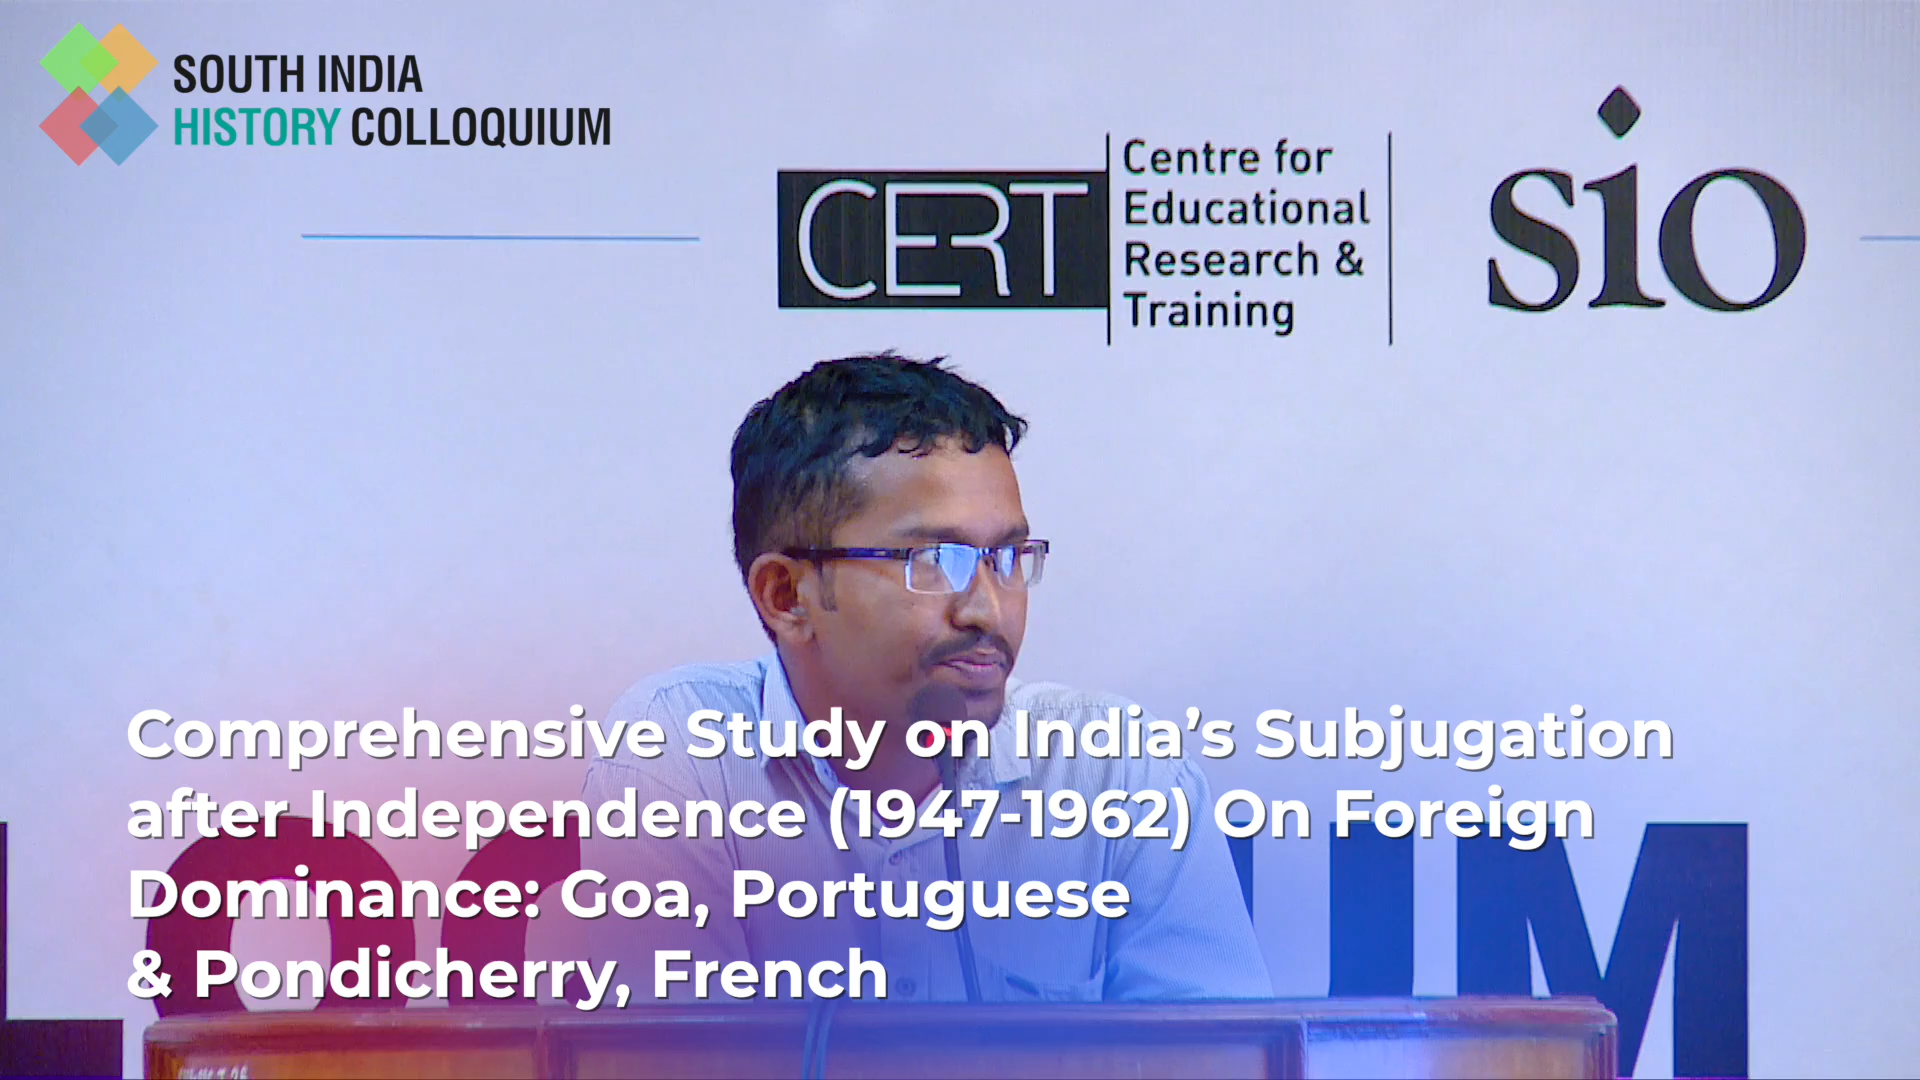 SOUTH INDIA
HISTORY COLLOQUIUM
CERT
Centre for
Educational
Research &
Training
sio
Comprehensive Study on India’s Subjugation
after Independence (1947-1962) On Foreign
Dominance: Goa, Portuguese
& Pondicherry, French
UM